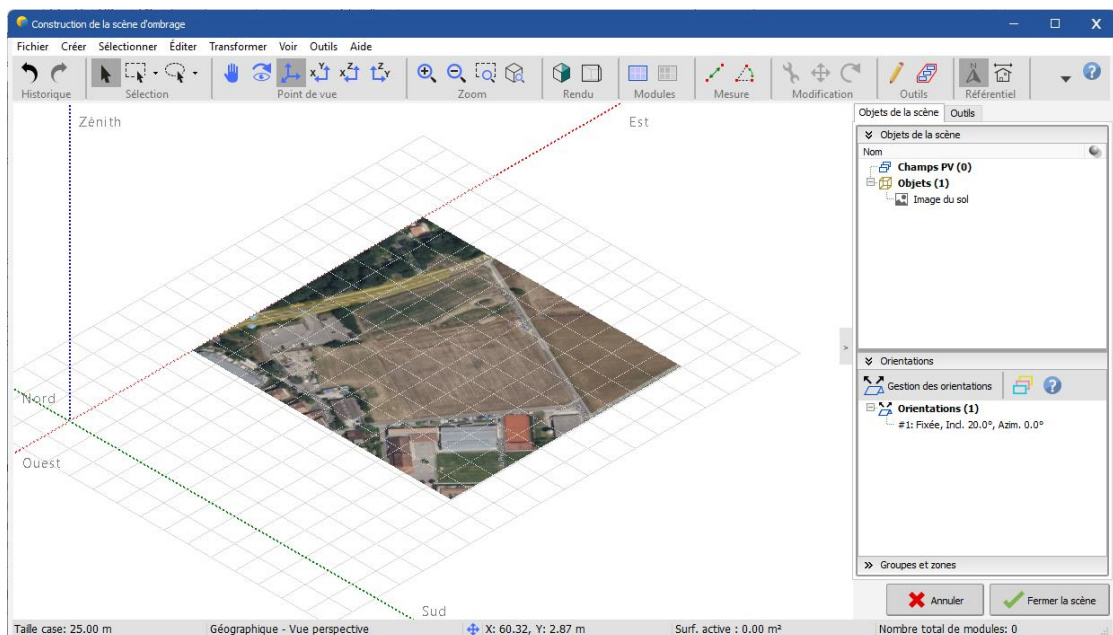 Construction de la scène d'ombrage
Fichier Créer Sélectionner Éditer Transformer Voir Outils Aide
Historique Sélection Point de vue Zoom Rendu Modules Mesure Modification Outils Référentiel
Zénith
Est
Nord
Ouest
Sud
Objets de la scène Outils
Objets de la scène
Nom
Champs PV (0)
Objets (1)
Image du sol
Orientations
Gestion des orientations
Orientations (1)
#1: Fixée, Incl. 20.0°, Azim. 0.0°
Groupes et zones
Annuler Fermer la scène
Taille case: 25.00 m Géographique - Vue perspective X: 60.32, Y: 2.87 m Surf. active : 0.00 m² Nombre total de modules: 0